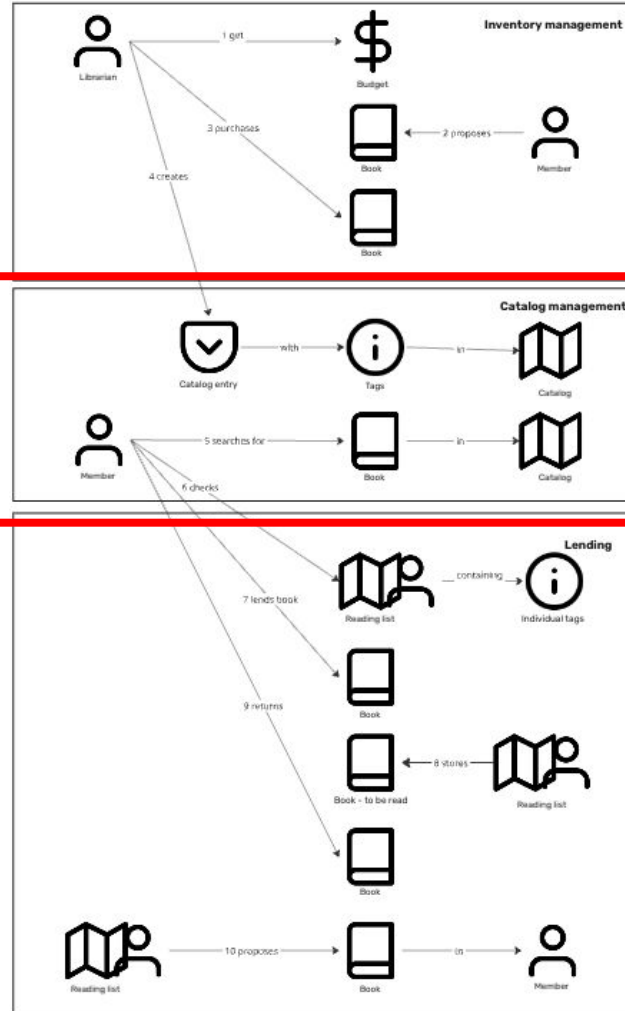 Inventory management
Librarian
1 get
Budget
3 purchases
2 proposes
Book
Member
4 creates
Book
Catalog management
Catalog entry
with
Tags
in
Catalog
Member
5 searches for
Book
in
Catalog
6 checks
Lending
Reading list
containing
Individual tags
7 lends book
Book
9 returns
8 stores
Book - to be read
Reading list
Book
Reading list
10 proposes
Book
in
Member